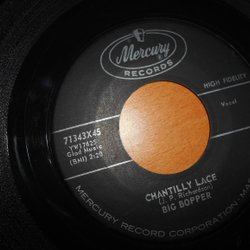 Mercury
RECORDS
HIGH FIDELITY
Vocal
71343X45
YW17625
Glad Music
(BMI) 2:20
CHANTILLY LACE
(J. P. Richardson)
BIG BOPPER
MERCURY RECORD CORPORATION